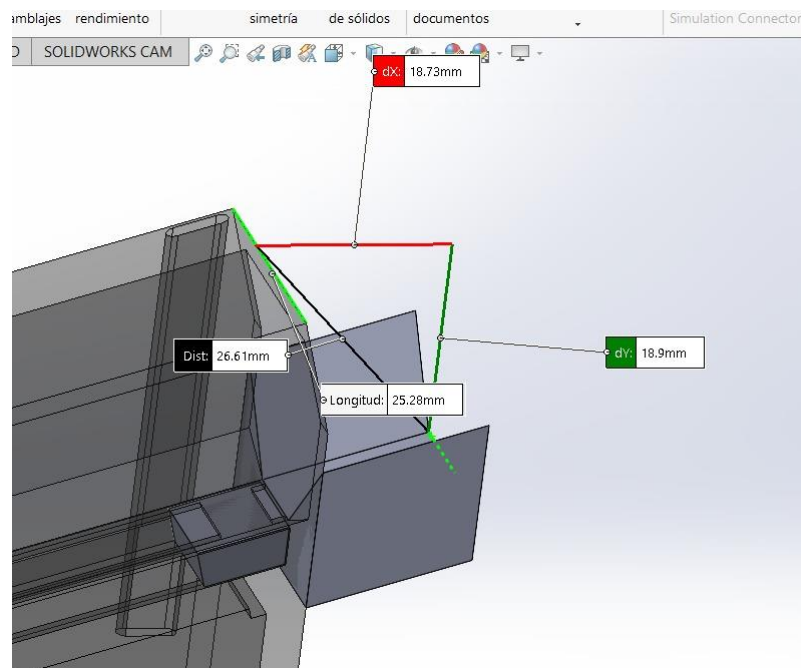 amblajes rendimiento simetría de sólidos documentos Simulation Connector
SOLIDWORKS CAM
dX: 18.73mm
Dist: 26.61mm
dY: 18.9mm
Longitud: 25.28mm